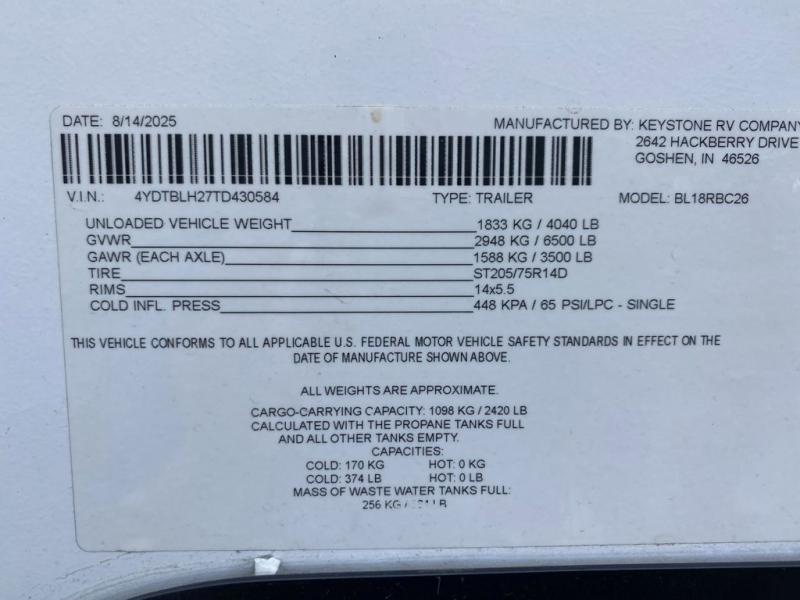 DATE: 8/14/2025
MANUFACTURED BY: KEYSTONE RV COMPANY
2642 HACKBERRY DRIVE
GOSHEN, IN 46526
V.I.N.: 4YDTBLH27TD430584 TYPE: TRAILER MODEL: BL18RBC26
UNLOADED VEHICLE WEIGHT 1833 KG / 4040 LB
GVWR 2948 KG / 6500 LB
GAWR (EACH AXLE) 1588 KG / 3500 LB
TIRE ST205/75R14D
RIMS 14x5.5
COLD INFL. PRESS 448 KPA / 65 PSI/LPC - SINGLE
THIS VEHICLE CONFORMS TO ALL APPLICABLE U.S. FEDERAL MOTOR VEHICLE SAFETY STANDARDS IN EFFECT ON THE
DATE OF MANUFACTURE SHOWN ABOVE.
ALL WEIGHTS ARE APPROXIMATE.
CARGO-CARRYING CAPACITY: 1098 KG / 2420 LB
CALCULATED WITH THE PROPANE TANKS FULL
AND ALL OTHER TANKS EMPTY.
CAPACITIES:
COLD: 170 KG HOT: 0 KG
COLD: 374 LB HOT: 0 LB
MASS OF WASTE WATER TANKS FULL:
256 KG / LB